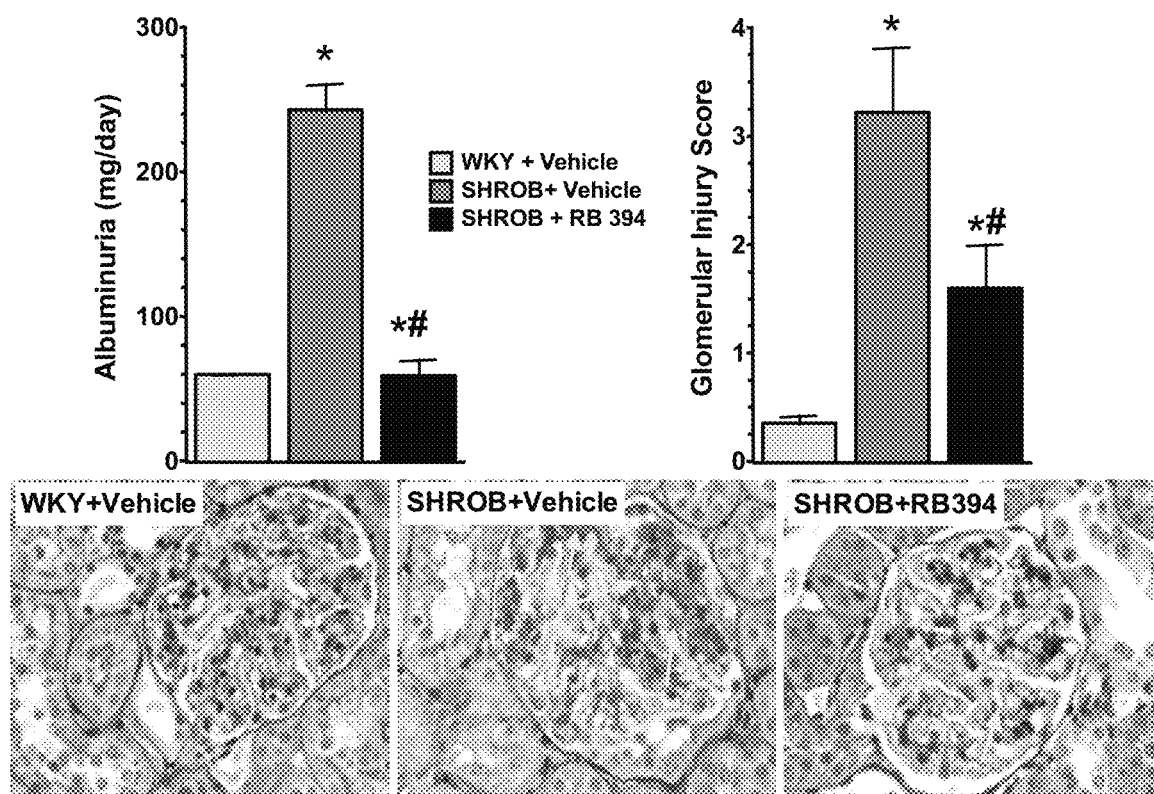 Albuminuria (mg/day)
300
200
100
0
*
*#
WKY + Vehicle
SHROB+ Vehicle
SHROB + RB 394
Glomerular Injury Score
4
3
2
1
0
*
*#
WKY+Vehicle
SHROB+Vehicle
SHROB+RB394